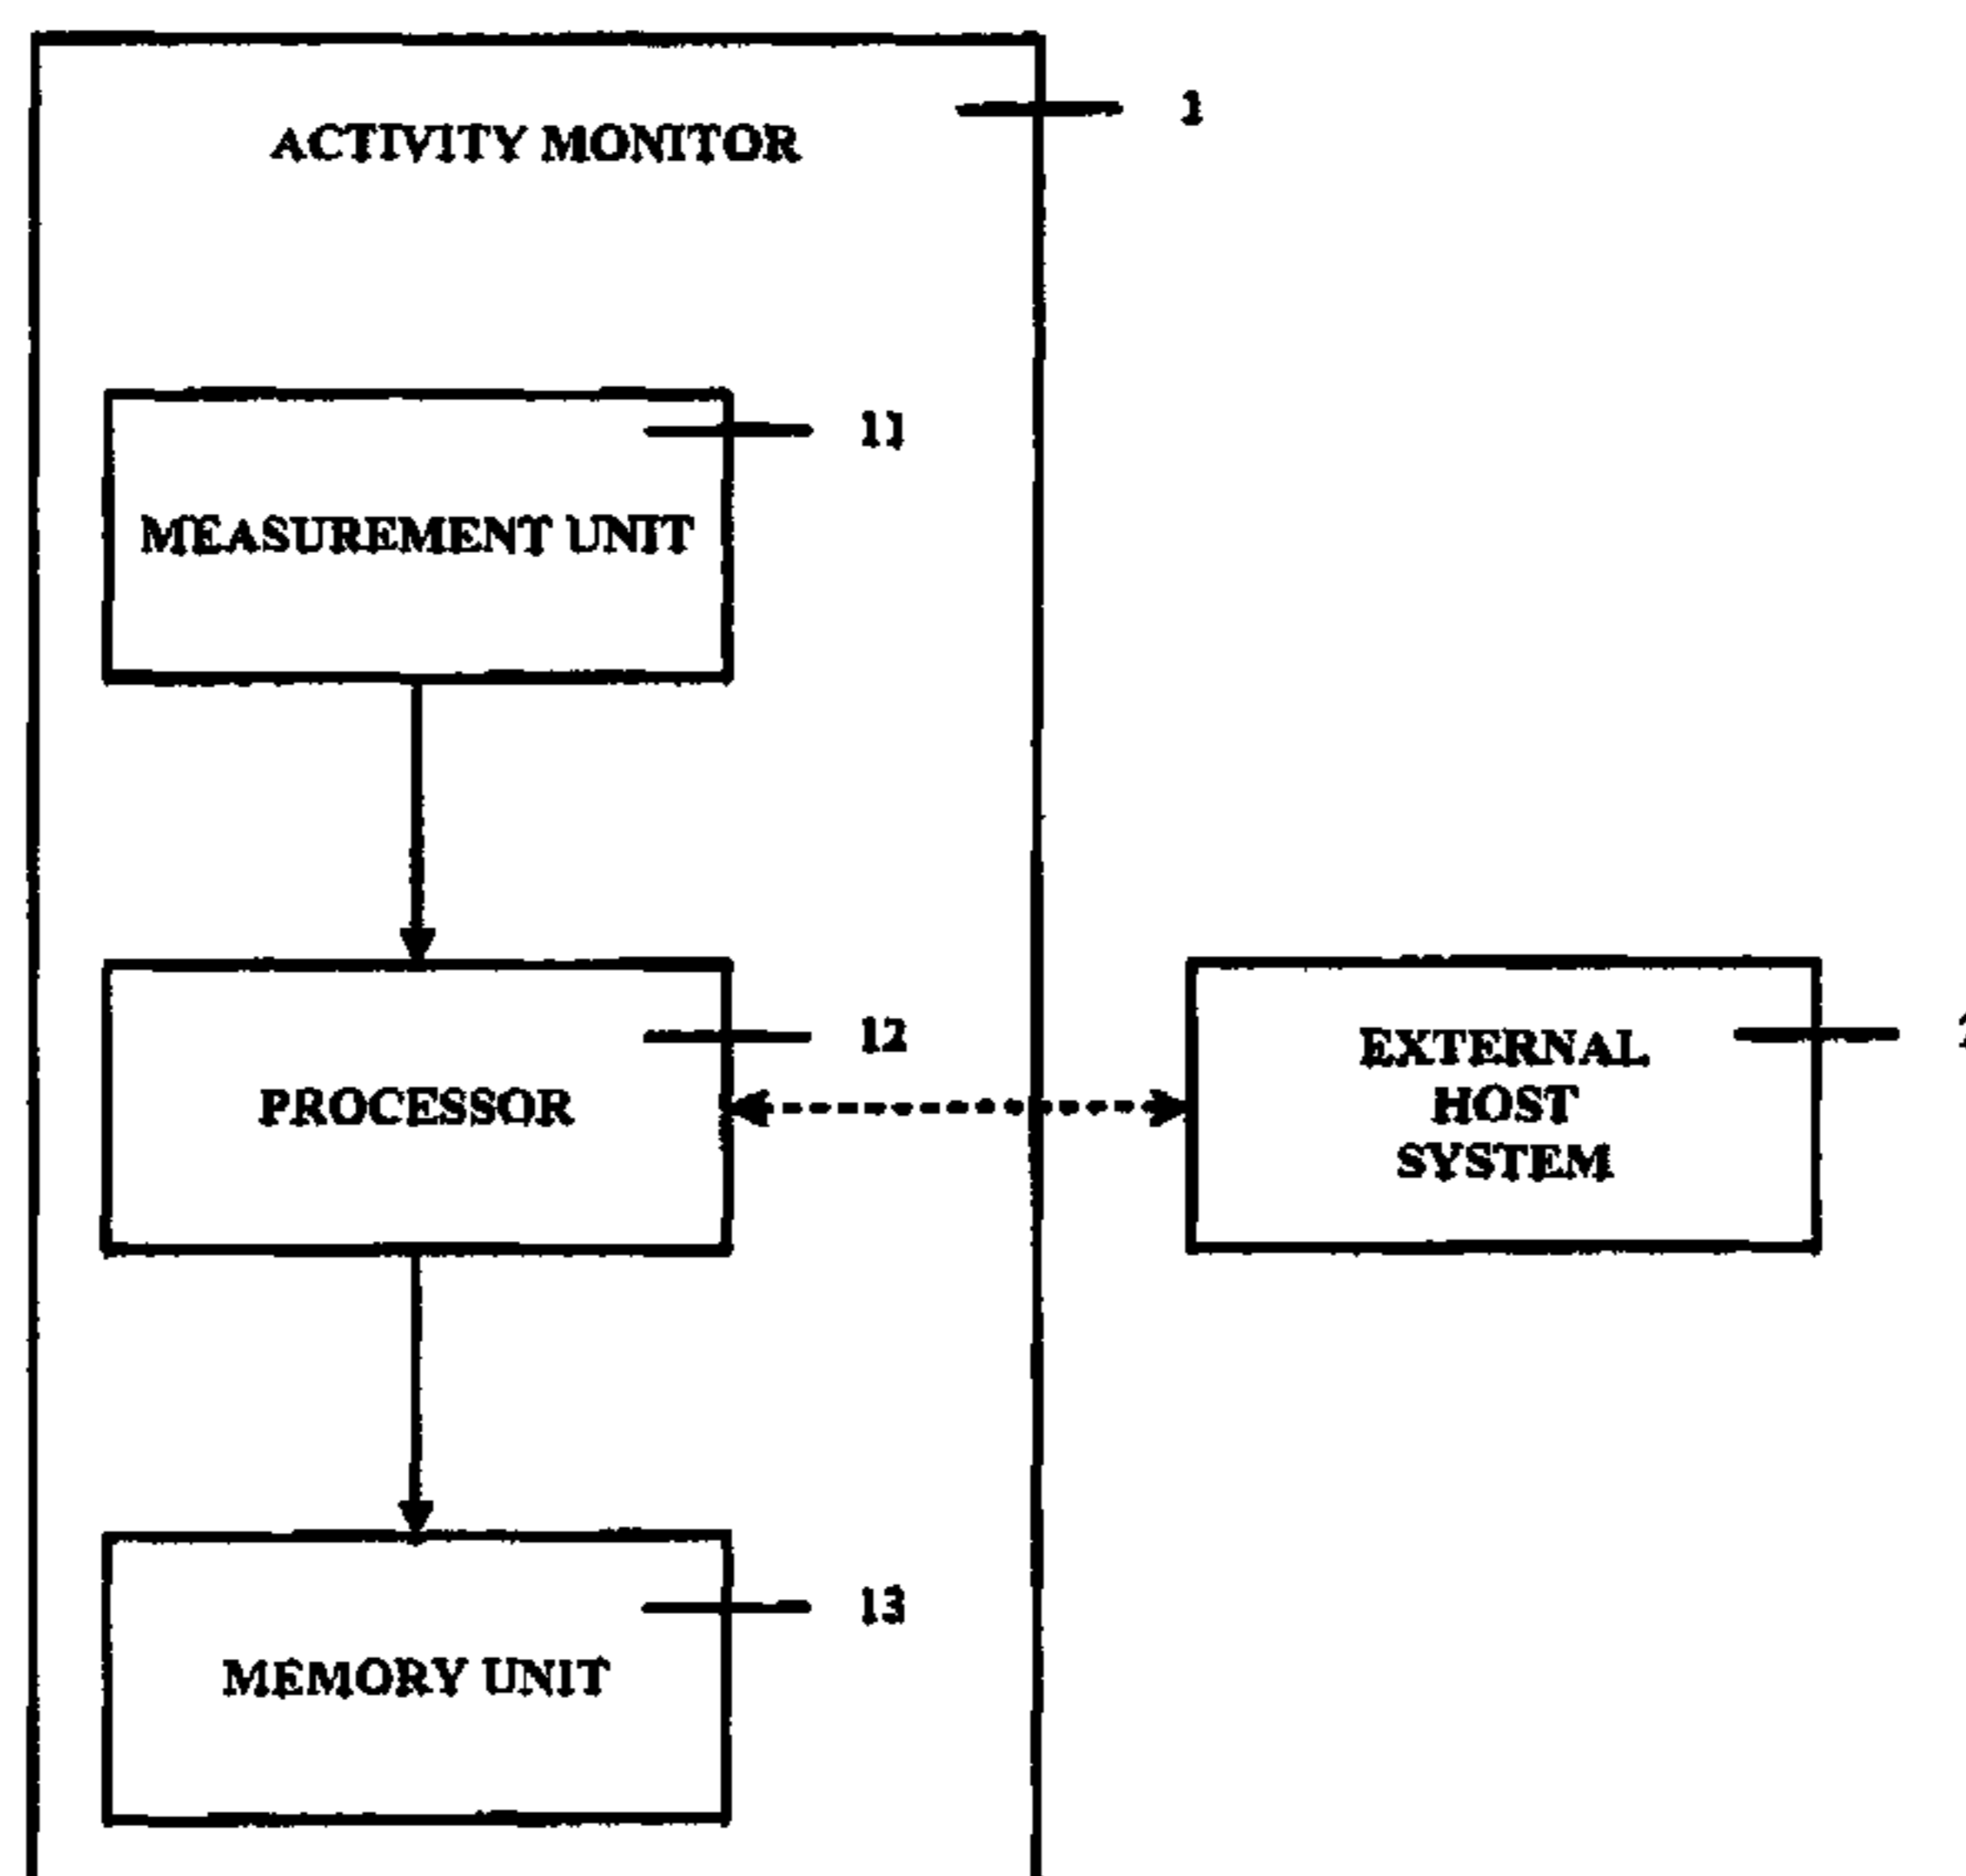 ACTIVITY MONITOR
1
11
MEASUREMENT UNIT
12
PROCESSOR
EXTERNAL
HOST
SYSTEM
13
MEMORY UNIT